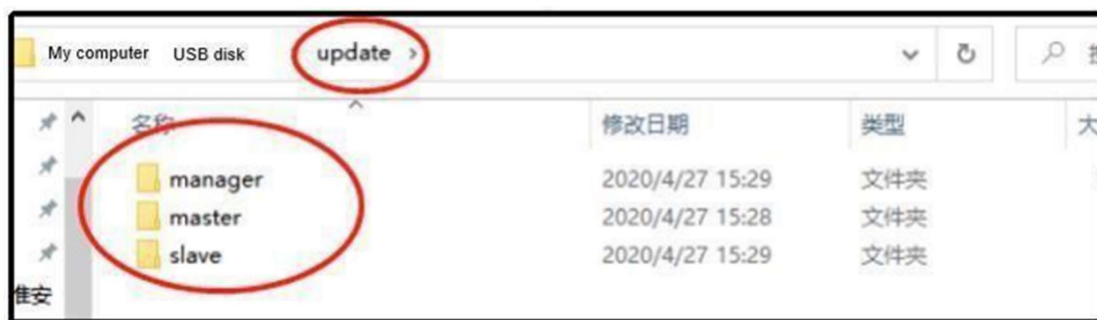 My computer USB disk update >
名称 修改日期 类型 大
manager 2020/4/27 15:29 文件夹
master 2020/4/27 15:28 文件夹
slave 2020/4/27 15:29 文件夹
淮安